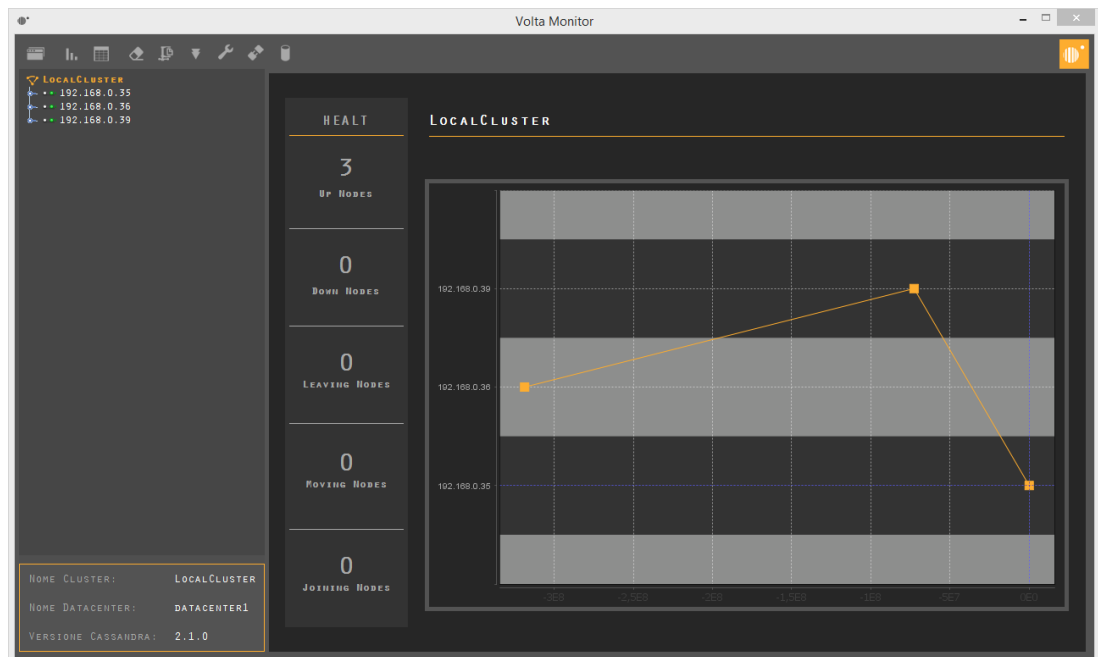 Volta Monitor
LocalCluster
192.168.0.35
192.168.0.36
192.168.0.39
HEALT
3
Up Nodes
0
Down Nodes
0
Leaving Nodes
0
Moving Nodes
0
Joining Nodes
LocalCluster
192.168.0.39
192.168.0.36
192.168.0.35
-3E8
-2,5E8
-2E8
-1,5E8
-1E8
-5E7
0E0
Nome Cluster: LocalCluster
Nome Datacenter: datacenter1
Versione Cassandra: 2.1.0